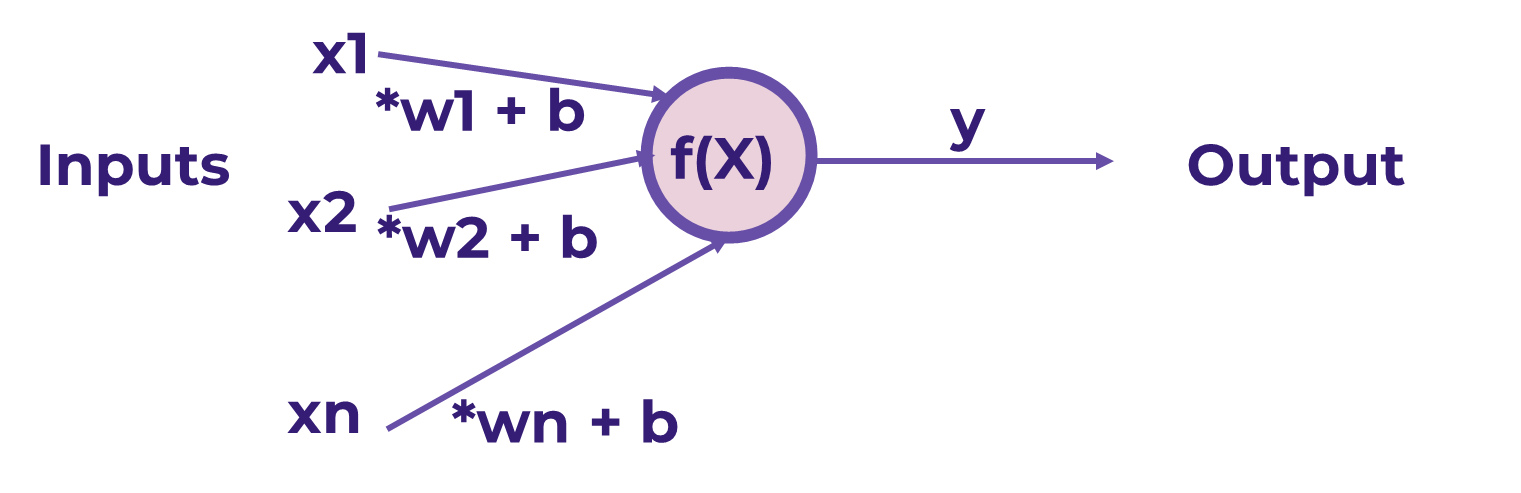 x1
*w1 + b
Inputs
x2
*w2 + b
xn
*wn + b
f(X)
y
Output